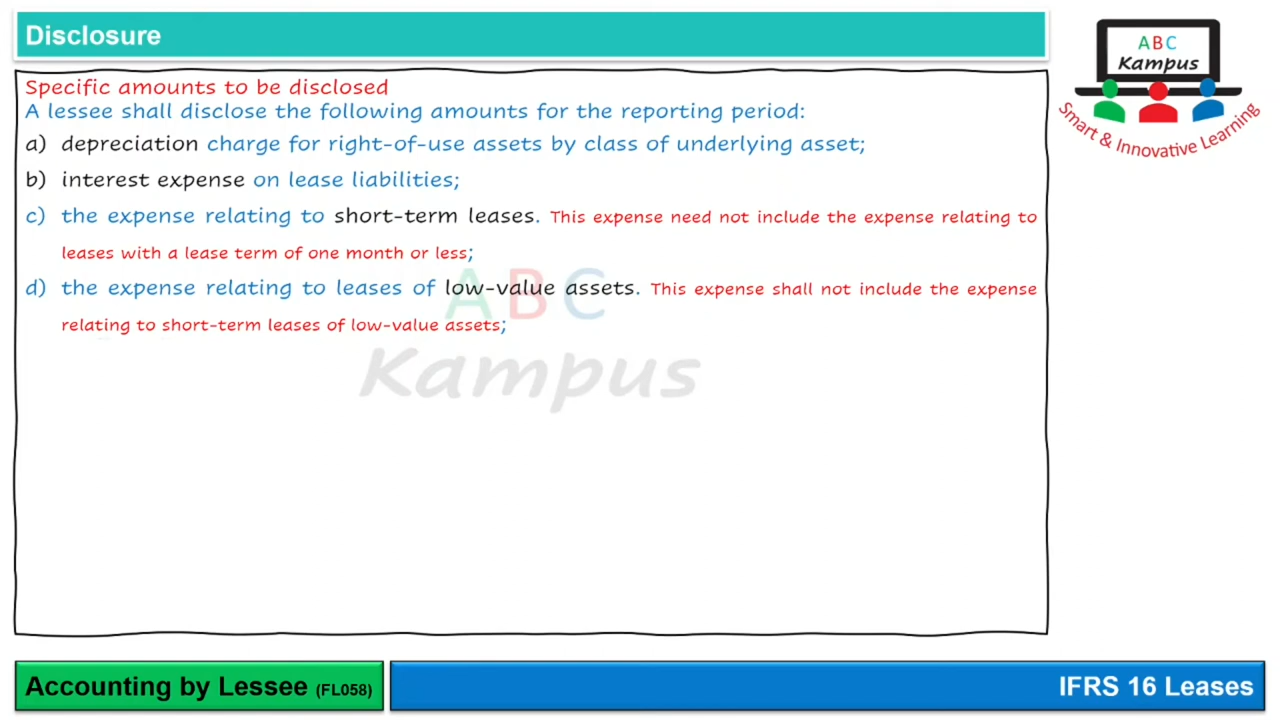 Disclosure
ABC
Kampus
Smart & Innovative Learning
Specific amounts to be disclosed
A lessee shall disclose the following amounts for the reporting period:
a) depreciation charge for right-of-use assets by class of underlying asset;
b) interest expense on lease liabilities;
c) the expense relating to short-term leases. This expense need not include the expense relating to
leases with a lease term of one month or less;
d) the expense relating to leases of low-value assets. This expense shall not include the expense
relating to short-term leases of low-value assets;
ABC
Kampus
Accounting by Lessee (FL058)
IFRS 16 Leases